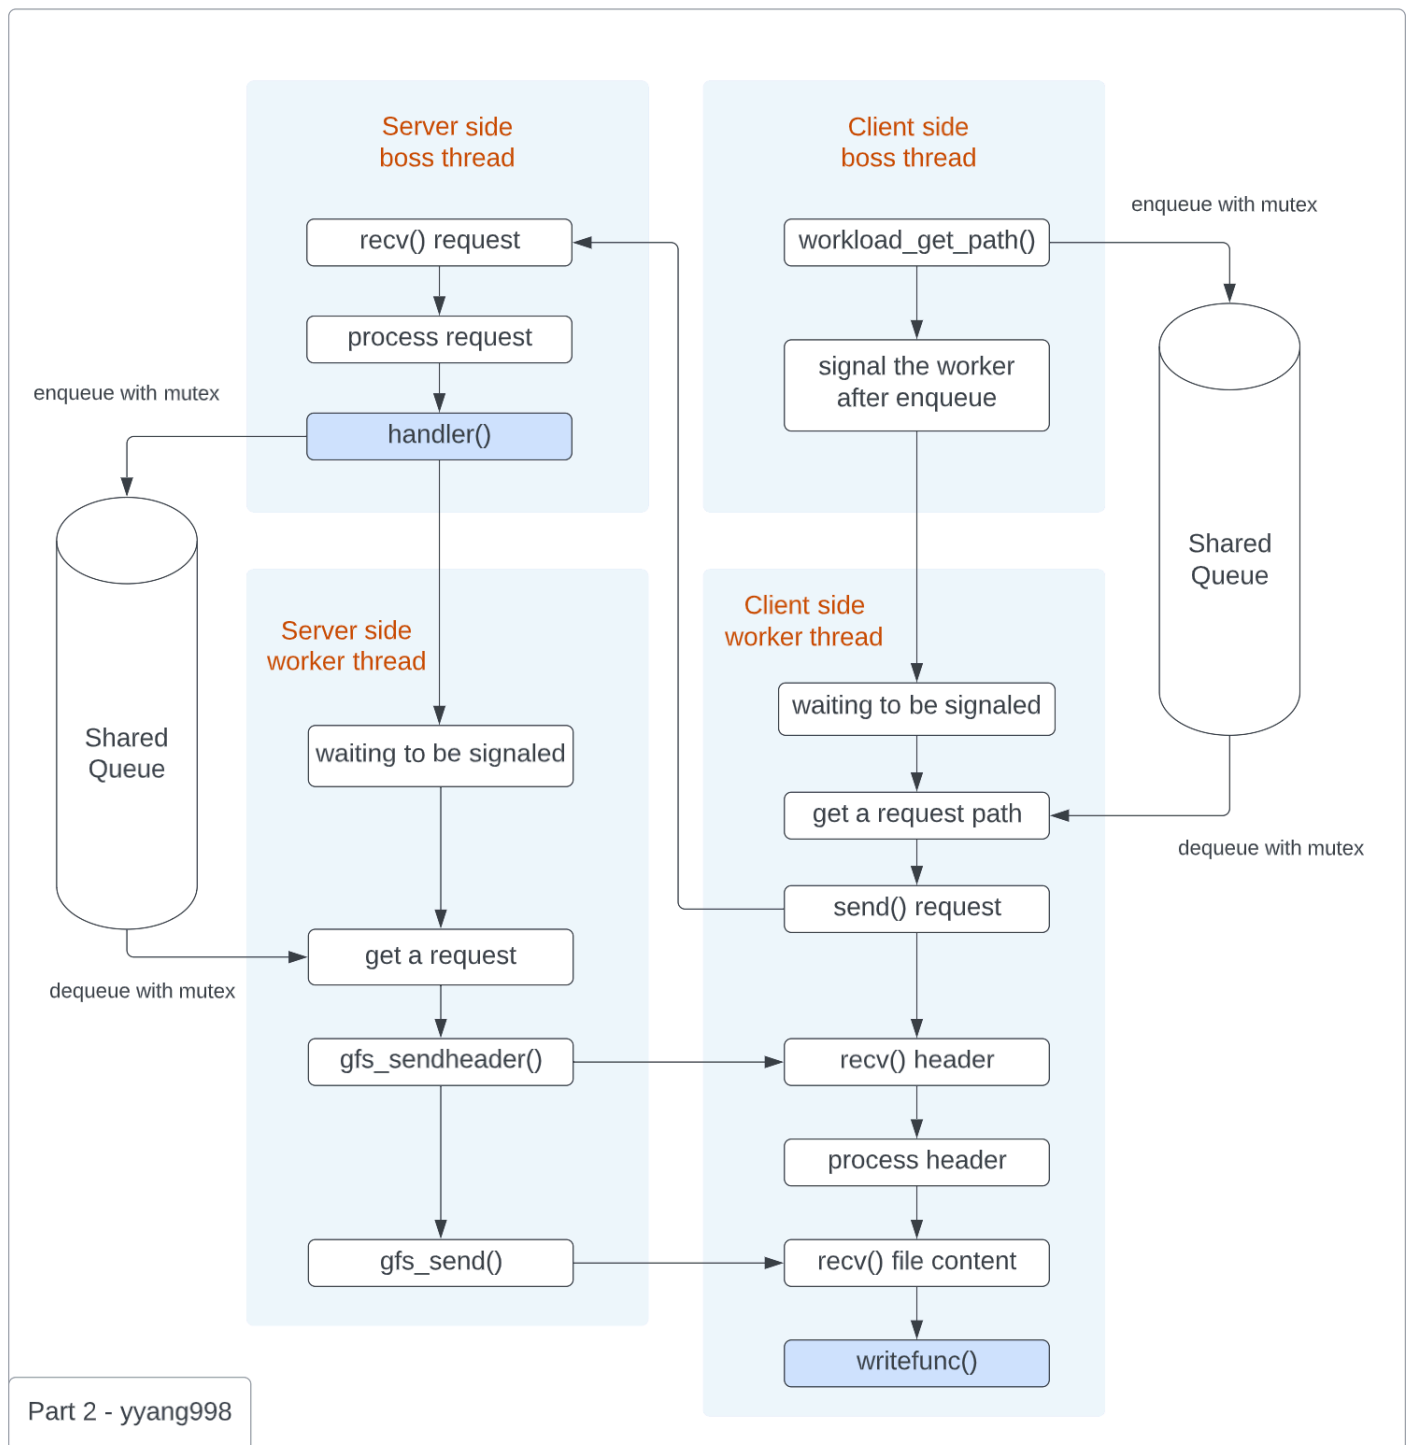 Server side
boss thread
Client side
boss thread
enqueue with mutex
recv() request
workload_get_path()
process request
signal the worker
after enqueue
enqueue with mutex
handler()
Shared
Queue
Client side
worker thread
Server side
worker thread
waiting to be signaled
Shared
Queue
waiting to be signaled
get a request path
dequeue with mutex
send() request
get a request
dequeue with mutex
gfs_sendheader()
recv() header
process header
gfs_send()
recv() file content
writefunc()
Part 2 - yyang998